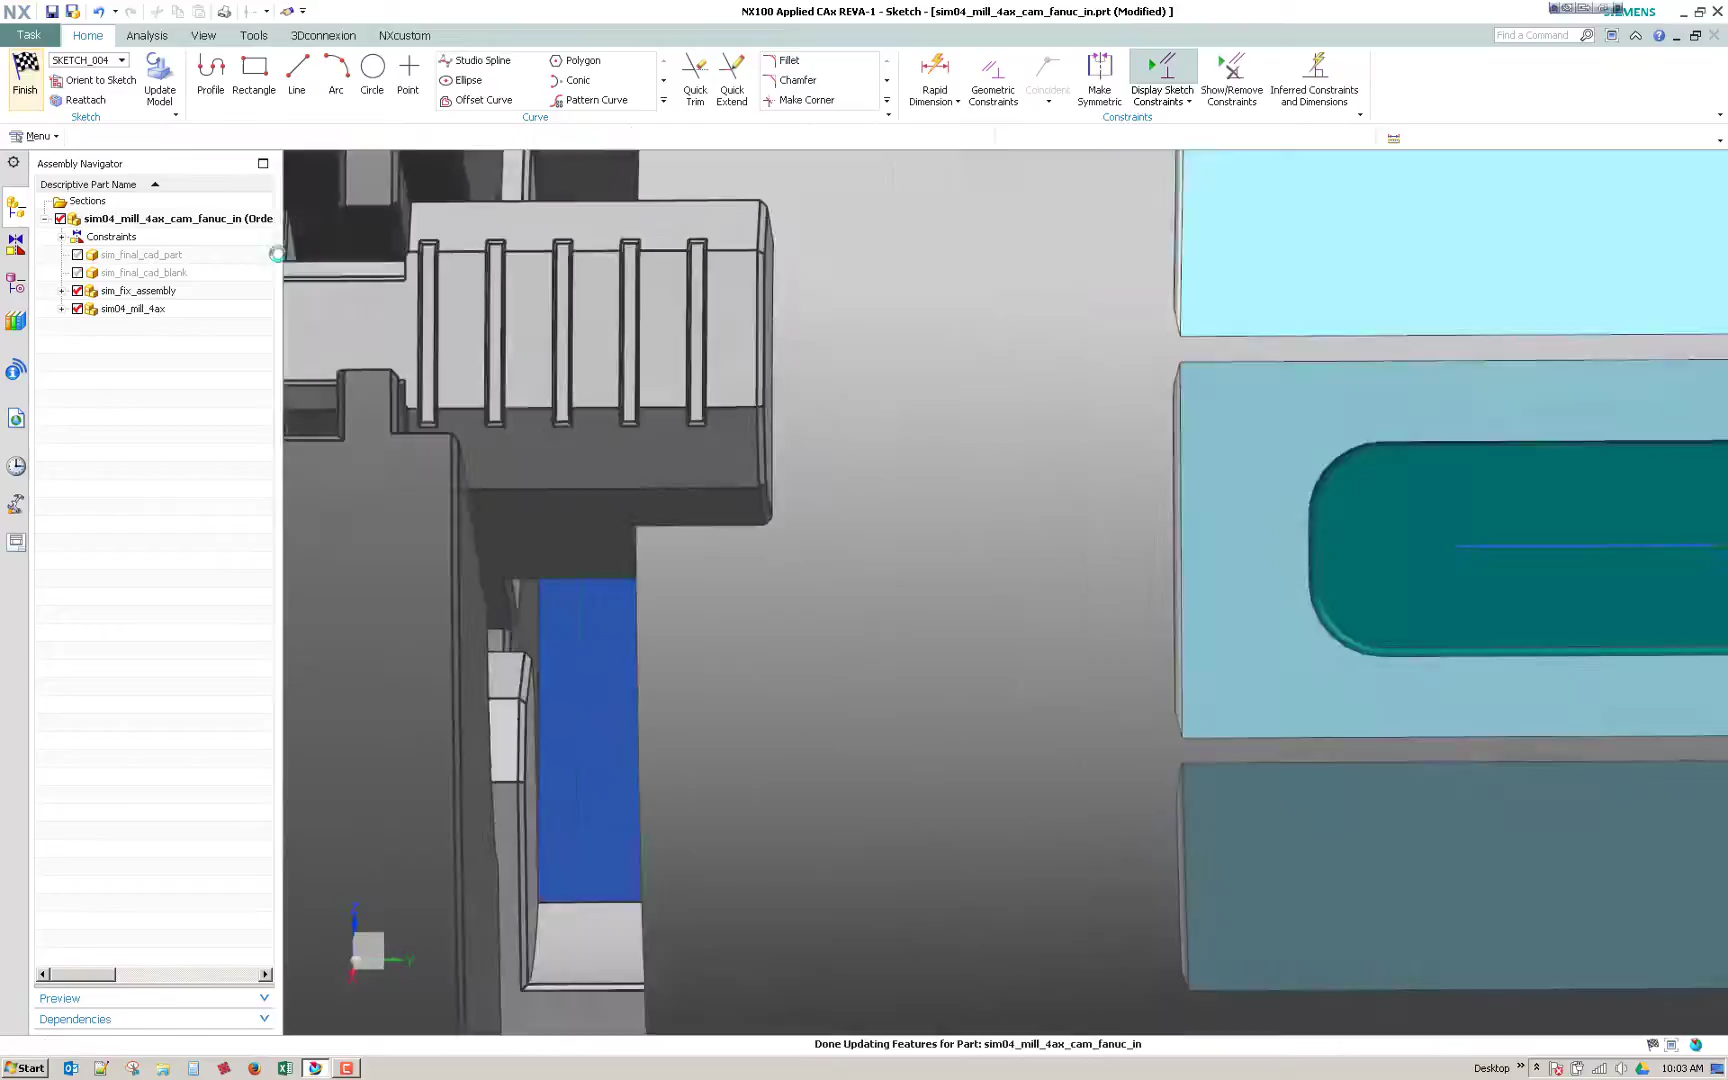 NX
NX100 Applied CAx REVA-1 - Sketch - [sim04_mill_4ax_cam_fanuc_in.prt (Modified) ]
SIEMENS
Task Home Analysis View Tools 3Dconnexion NXcustom Find a Command
Finish
SKETCH_004
Orient to Sketch
Reattach
Update Model
Sketch
Profile
Rectangle
Line
Arc
Circle
Point
Studio Spline
Ellipse
Offset Curve
Polygon
Conic
Pattern Curve
Curve
Quick Trim
Quick Extend
Fillet
Chamfer
Make Corner
Rapid Dimension
Geometric Constraints
Coincident
Make Symmetric
Display Sketch Constraints
Show/Remove Constraints
Inferred Constraints and Dimensions
Constraints
Menu
Assembly Navigator
Descriptive Part Name
Sections
sim04_mill_4ax_cam_fanuc_in (Orde
Constraints
sim_final_cad_part
sim_final_cad_blank
sim_fix_assembly
sim04_mill_4ax
Preview
Dependencies
Y
Done Updating Features for Part: sim04_mill_4ax_cam_fanuc_in
Start
Desktop
10:03 AM